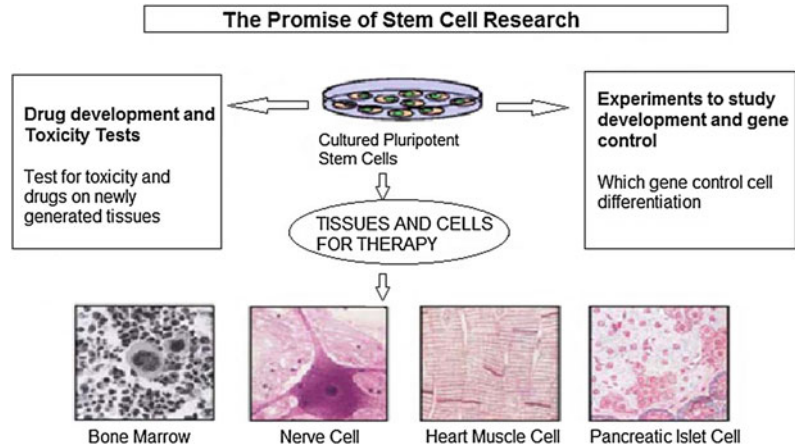 The Promise of Stem Cell Research
Drug development and
Toxicity Tests
Test for toxicity and
drugs on newly
generated tissues
Cultured Pluripotent
Stem Cells
Experiments to study
development and gene
control
Which gene control cell
differentiation
TISSUES AND CELLS
FOR THERAPY
Bone Marrow
Nerve Cell
Heart Muscle Cell
Pancreatic Islet Cell